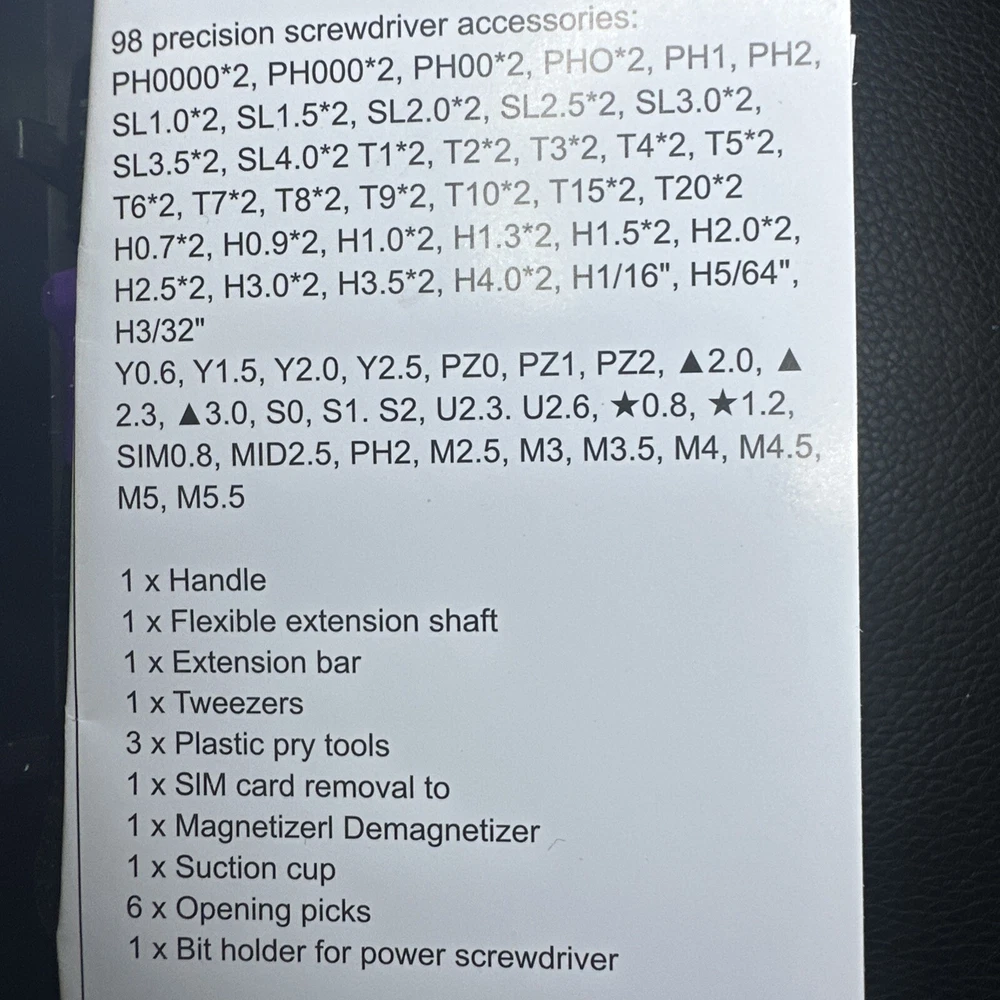 98 precision screwdriver accessories:
PH0000*2, PH000*2, PH00*2, PHO*2, PH1, PH2,
SL1.0*2, SL1.5*2, SL2.0*2, SL2.5*2, SL3.0*2,
SL3.5*2, SL4.0*2 T1*2, T2*2, T3*2, T4*2, T5*2,
T6*2, T7*2, T8*2, T9*2, T10*2, T15*2, T20*2
H0.7*2, H0.9*2, H1.0*2, H1.3*2, H1.5*2, H2.0*2,
H2.5*2, H3.0*2, H3.5*2, H4.0*2, H1/16", H5/64",
H3/32"
Y0.6, Y1.5, Y2.0, Y2.5, PZ0, PZ1, PZ2, ▲2.0, ▲
2.3, ▲3.0, S0, S1. S2, U2.3. U2.6, ★0.8, ★1.2,
SIM0.8, MID2.5, PH2, M2.5, M3, M3.5, M4, M4.5,
M5, M5.5
1 x Handle
1 x Flexible extension shaft
1 x Extension bar
1 x Tweezers
3 x Plastic pry tools
1 x SIM card removal to
1 x Magnetizerl Demagnetizer
1 x Suction cup
6 x Opening picks
1 x Bit holder for power screwdriver